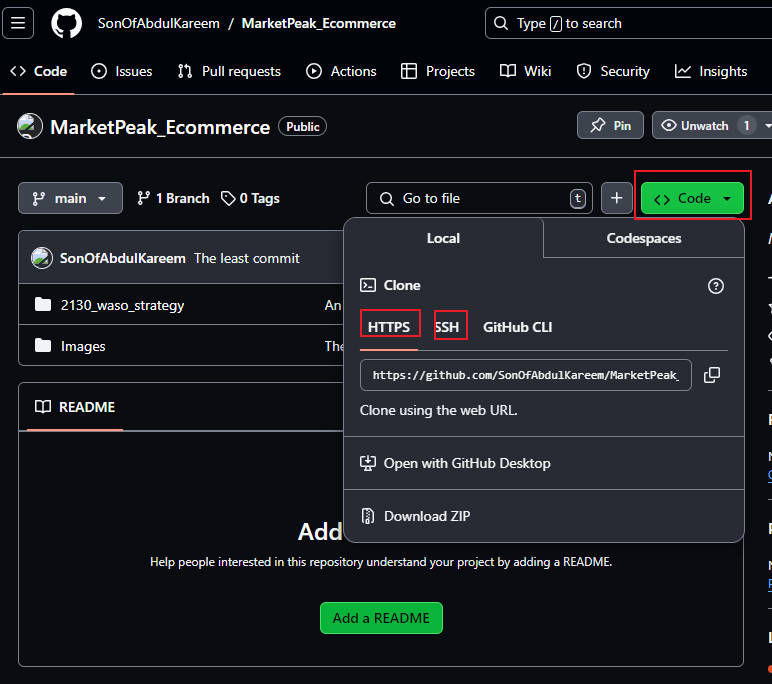 SonOfAbdulKareem / MarketPeak_Ecommerce
Type / to search
Code Issues Pull requests Actions Projects Wiki Security Insights
MarketPeak_Ecommerce Public
Pin Unwatch 1
main 1 Branch 0 Tags
Go to file t
Code
SonOfAbdulKareem The least commit
2130_waso_strategy An
Images The
README
Add
Help people interested in this repository understand your project by adding a README.
Add a README
Local Codespaces
Clone
HTTPS SSH GitHub CLI
https://github.com/SonOfAbdulKareem/MarketPeak_
Clone using the web URL.
Open with GitHub Desktop
Download ZIP